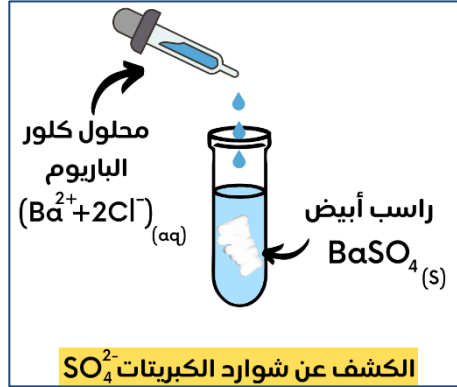 محلول كلور
الباريوم
(Ba²⁺+2Cl⁻)(aq)
راسب أبيض
BaSO₄(S)
الكشف عن شوارد الكبريتات SO₄²⁻